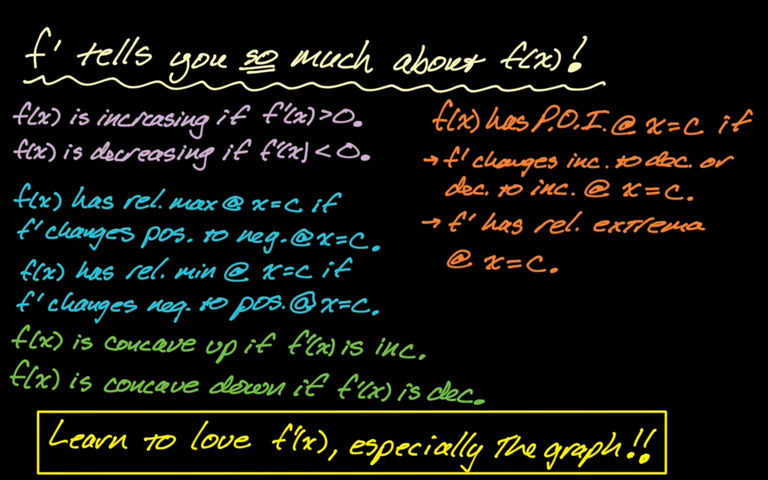 f' tells you so much about f(x)!
f(x) is increasing if f'(x) > 0.
f(x) is decreasing if f'(x) < 0.
f(x) has rel. max @ x=c if
f' changes pos. to neg. @ x=c.
f(x) has rel. min @ x=c if
f' changes neg. to pos. @ x=c.
f(x) is concave up if f'(x) is inc.
f(x) is concave down if f'(x) is dec.
f(x) has P.O.I. @ x=c if
→ f' changes inc. to dec. or
dec. to inc. @ x=c.
→ f' has rel. extrema
@ x=c.
Learn to love f'(x), especially the graph!!